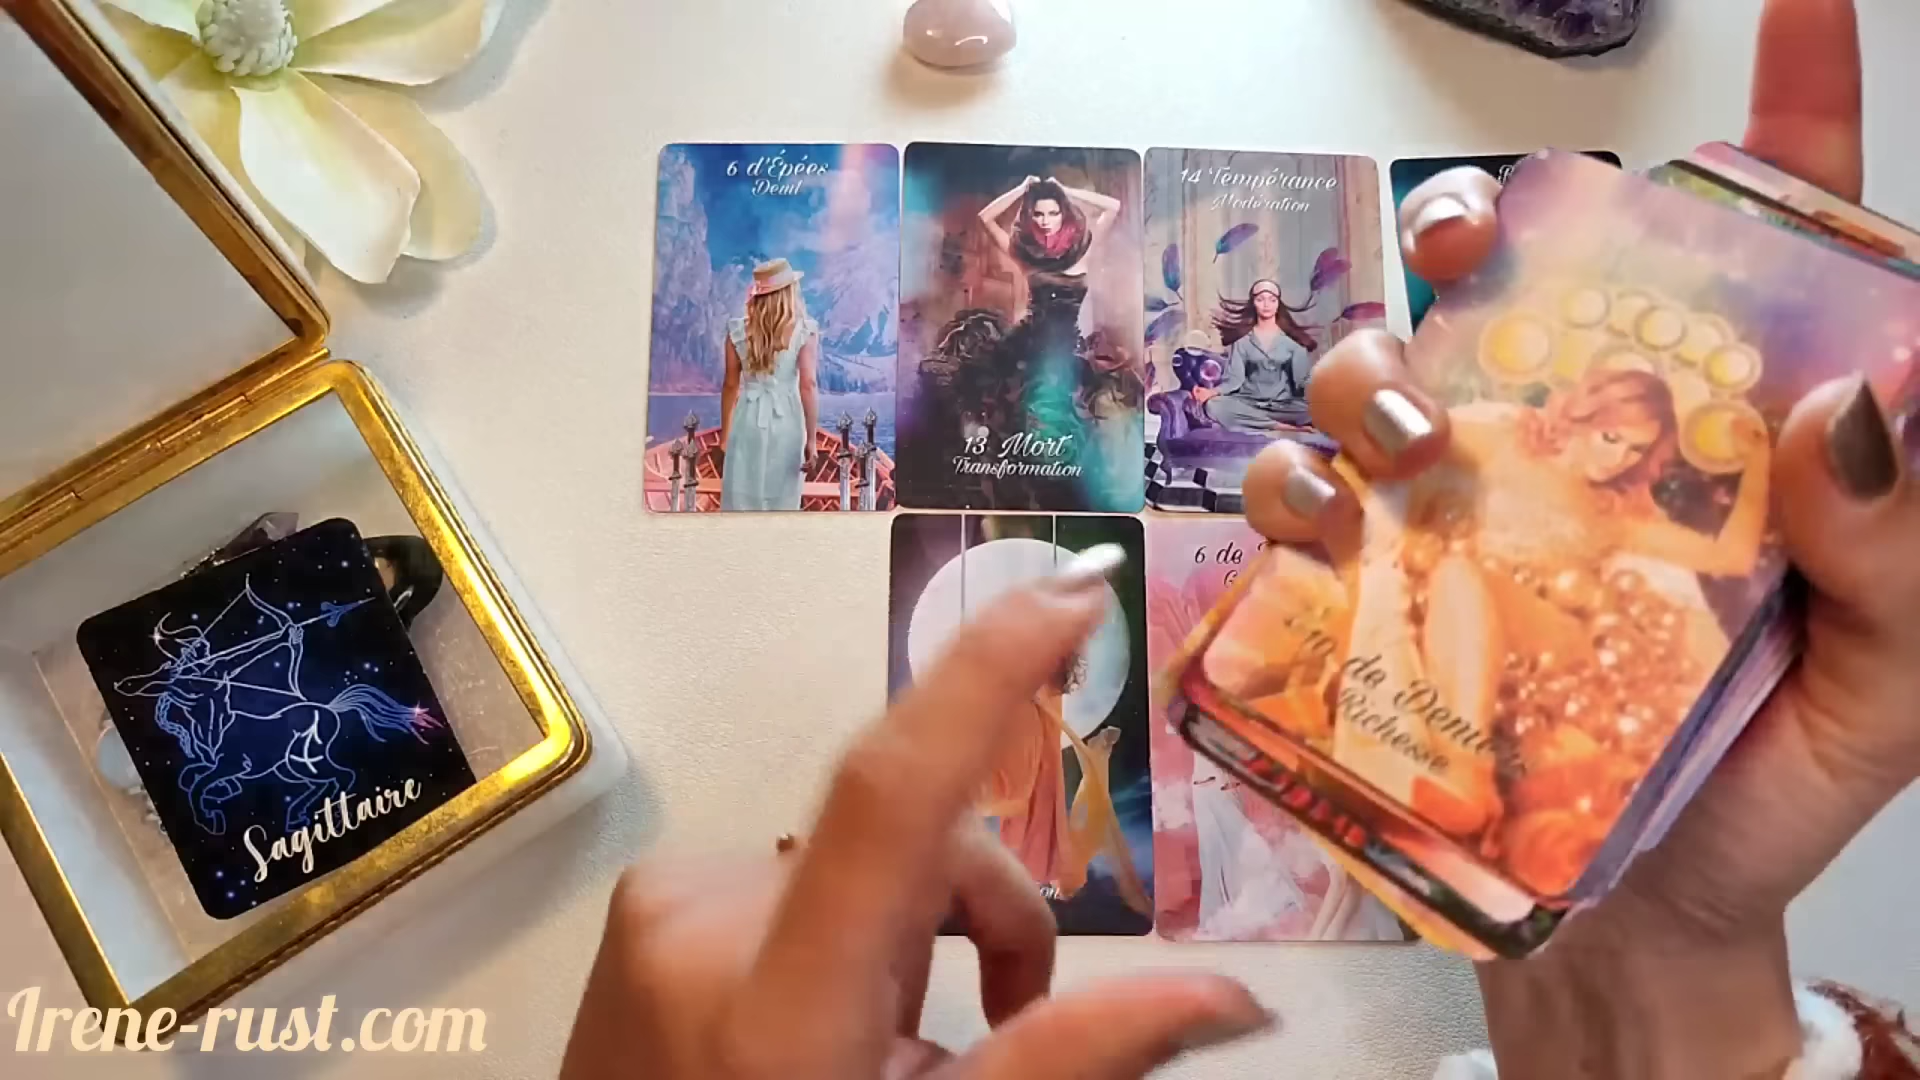 6 d'Épées
Deuil
14 Tempérance
Modération
13 Mort
Transformation
6 de
10 de Deniers
Richesse
Sagittaire
Irene-rust.com